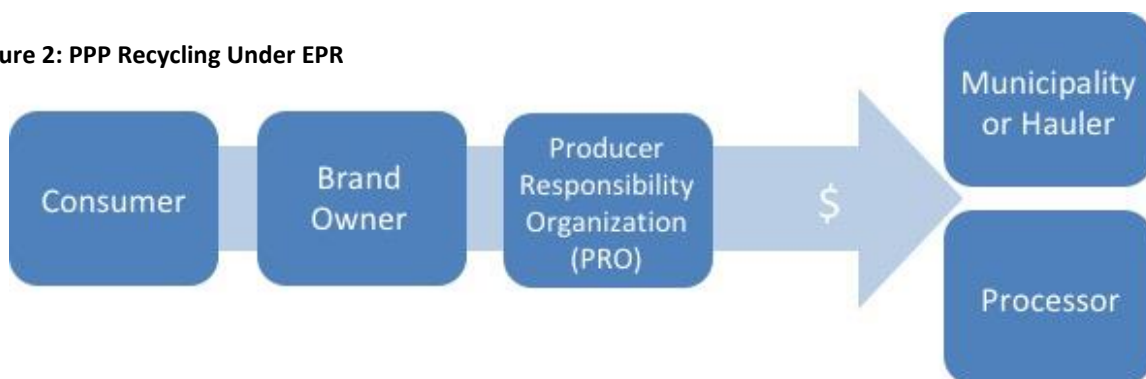 ure 2: PPP Recycling Under EPR
Consumer
Brand
Owner
Producer
Responsibility
Organization
(PRO)
$
Municipality
or Hauler
Processor